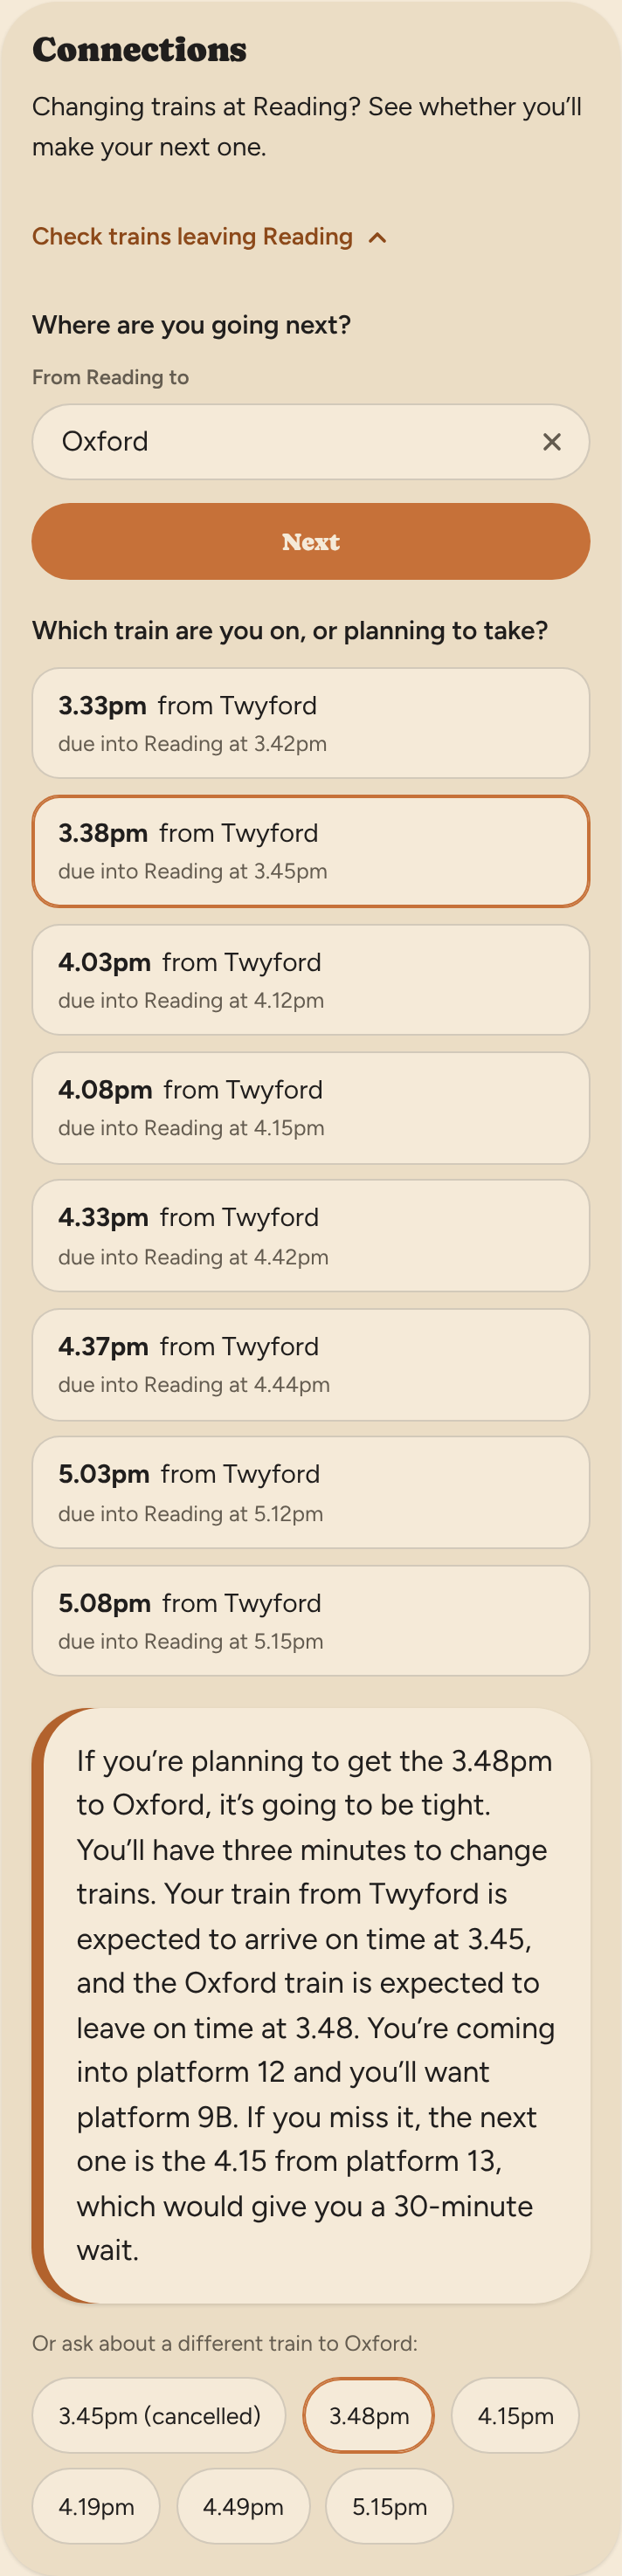 Connections
Changing trains at Reading? See whether you’ll
make your next one.
Check trains leaving Reading
Where are you going next?
From Reading to
Oxford
Next
Which train are you on, or planning to take?
3.33pm from Twyford
due into Reading at 3.42pm
3.38pm from Twyford
due into Reading at 3.45pm
4.03pm from Twyford
due into Reading at 4.12pm
4.08pm from Twyford
due into Reading at 4.15pm
4.33pm from Twyford
due into Reading at 4.42pm
4.37pm from Twyford
due into Reading at 4.44pm
5.03pm from Twyford
due into Reading at 5.12pm
5.08pm from Twyford
due into Reading at 5.15pm
If you’re planning to get the 3.48pm
to Oxford, it’s going to be tight.
You’ll have three minutes to change
trains. Your train from Twyford is
expected to arrive on time at 3.45,
and the Oxford train is expected to
leave on time at 3.48. You’re coming
into platform 12 and you’ll want
platform 9B. If you miss it, the next
one is the 4.15 from platform 13,
which would give you a 30-minute
wait.
Or ask about a different train to Oxford:
3.45pm (cancelled) 3.48pm 4.15pm
4.19pm 4.49pm 5.15pm